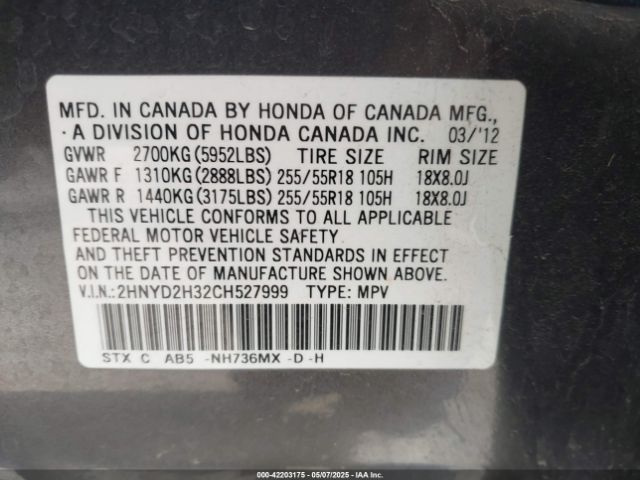 MFD. IN CANADA BY HONDA OF CANADA MFG.,
A DIVISION OF HONDA CANADA INC. 03/'12
GVWR 2700KG (5952LBS) TIRE SIZE RIM SIZE
GAWR F 1310KG (2888LBS) 255/55R18 105H 18X8.0J
GAWR R 1440KG (3175LBS) 255/55R18 105H 18X8.0J
THIS VEHICLE CONFORMS TO ALL APPLICABLE
FEDERAL MOTOR VEHICLE SAFETY
AND THEFT PREVENTION STANDARDS IN EFFECT
ON THE DATE OF MANUFACTURE SHOWN ABOVE.
V.I.N.: 2HNYD2H32CH527999 TYPE: MPV
STX C AB5 -NH736MX -D -H
000-42203175 - 05/07/2025 - IAA Inc.